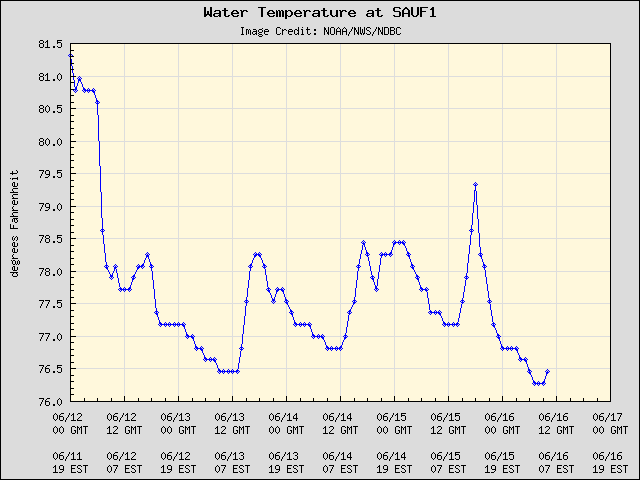 Water Temperature at SAUF1
Image Credit: NOAA/NWS/NDBC
81.5
81.0
80.5
80.0
79.5
79.0
78.5
78.0
77.5
77.0
76.5
76.0
degrees Fahrenheit
06/12 06/12 06/13 06/13 06/14 06/14 06/15 06/15 06/16 06/16 06/17
00 GMT 12 GMT 00 GMT 12 GMT 00 GMT 12 GMT 00 GMT 12 GMT 00 GMT 12 GMT 00 GMT
06/11 06/12 06/12 06/13 06/13 06/14 06/14 06/15 06/15 06/16 06/16
19 EST 07 EST 19 EST 07 EST 19 EST 07 EST 19 EST 07 EST 19 EST 07 EST 19 EST